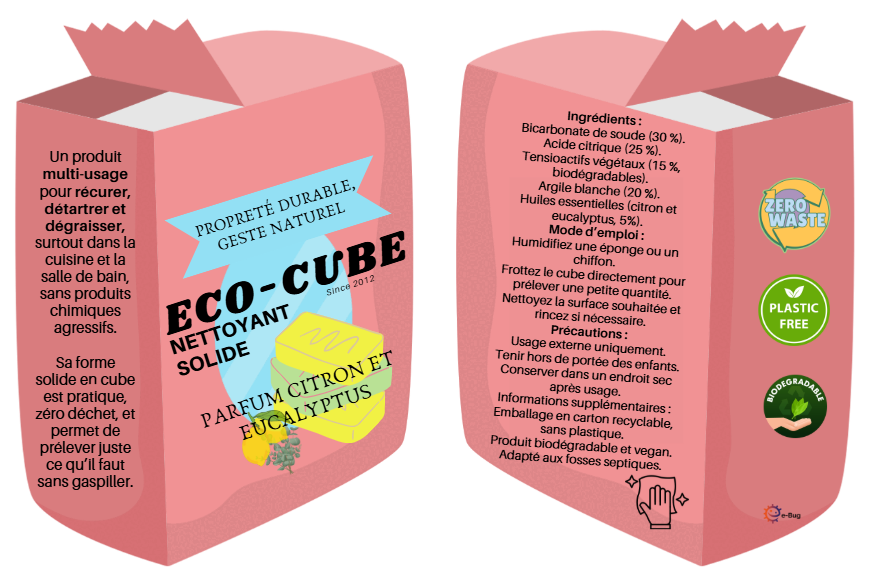 Un produit
multi-usage
pour récurer,
détartrer et
dégraisser,
surtout dans la
cuisine et la
salle de bain,
sans produits
chimiques
agressifs.
Sa forme
solide en cube
est pratique,
zéro déchet, et
permet de
prélever juste
ce qu'il faut
sans gaspiller.
PROPRETÉ DURABLE,
GESTE NATUREL
ECO-CUBE
Since 2012
NETTOYANT
SOLIDE
PARFUM CITRON ET
EUCALYPTUS
Ingrédients :
Bicarbonate de soude (30 %).
Acide citrique (25 %).
Tensioactifs végétaux (15 %,
biodégradables).
Argile blanche (20 %).
Huiles essentielles (citron et
eucalyptus, 5%).
Mode d'emploi :
Humidifiez une éponge ou un
chiffon.
Frottez le cube directement pour
prélever une petite quantité.
Nettoyez la surface souhaitée et
rincez si nécessaire.
Précautions :
Usage externe uniquement.
Tenir hors de portée des enfants.
Conserver dans un endroit sec
après usage.
Informations supplémentaires :
Emballage en carton recyclable,
sans plastique.
Produit biodégradable et vegan.
Adapté aux fosses septiques.
ZERO
WASTE
PLASTIC
FREE
BIODEGRADABLE
e-Bug